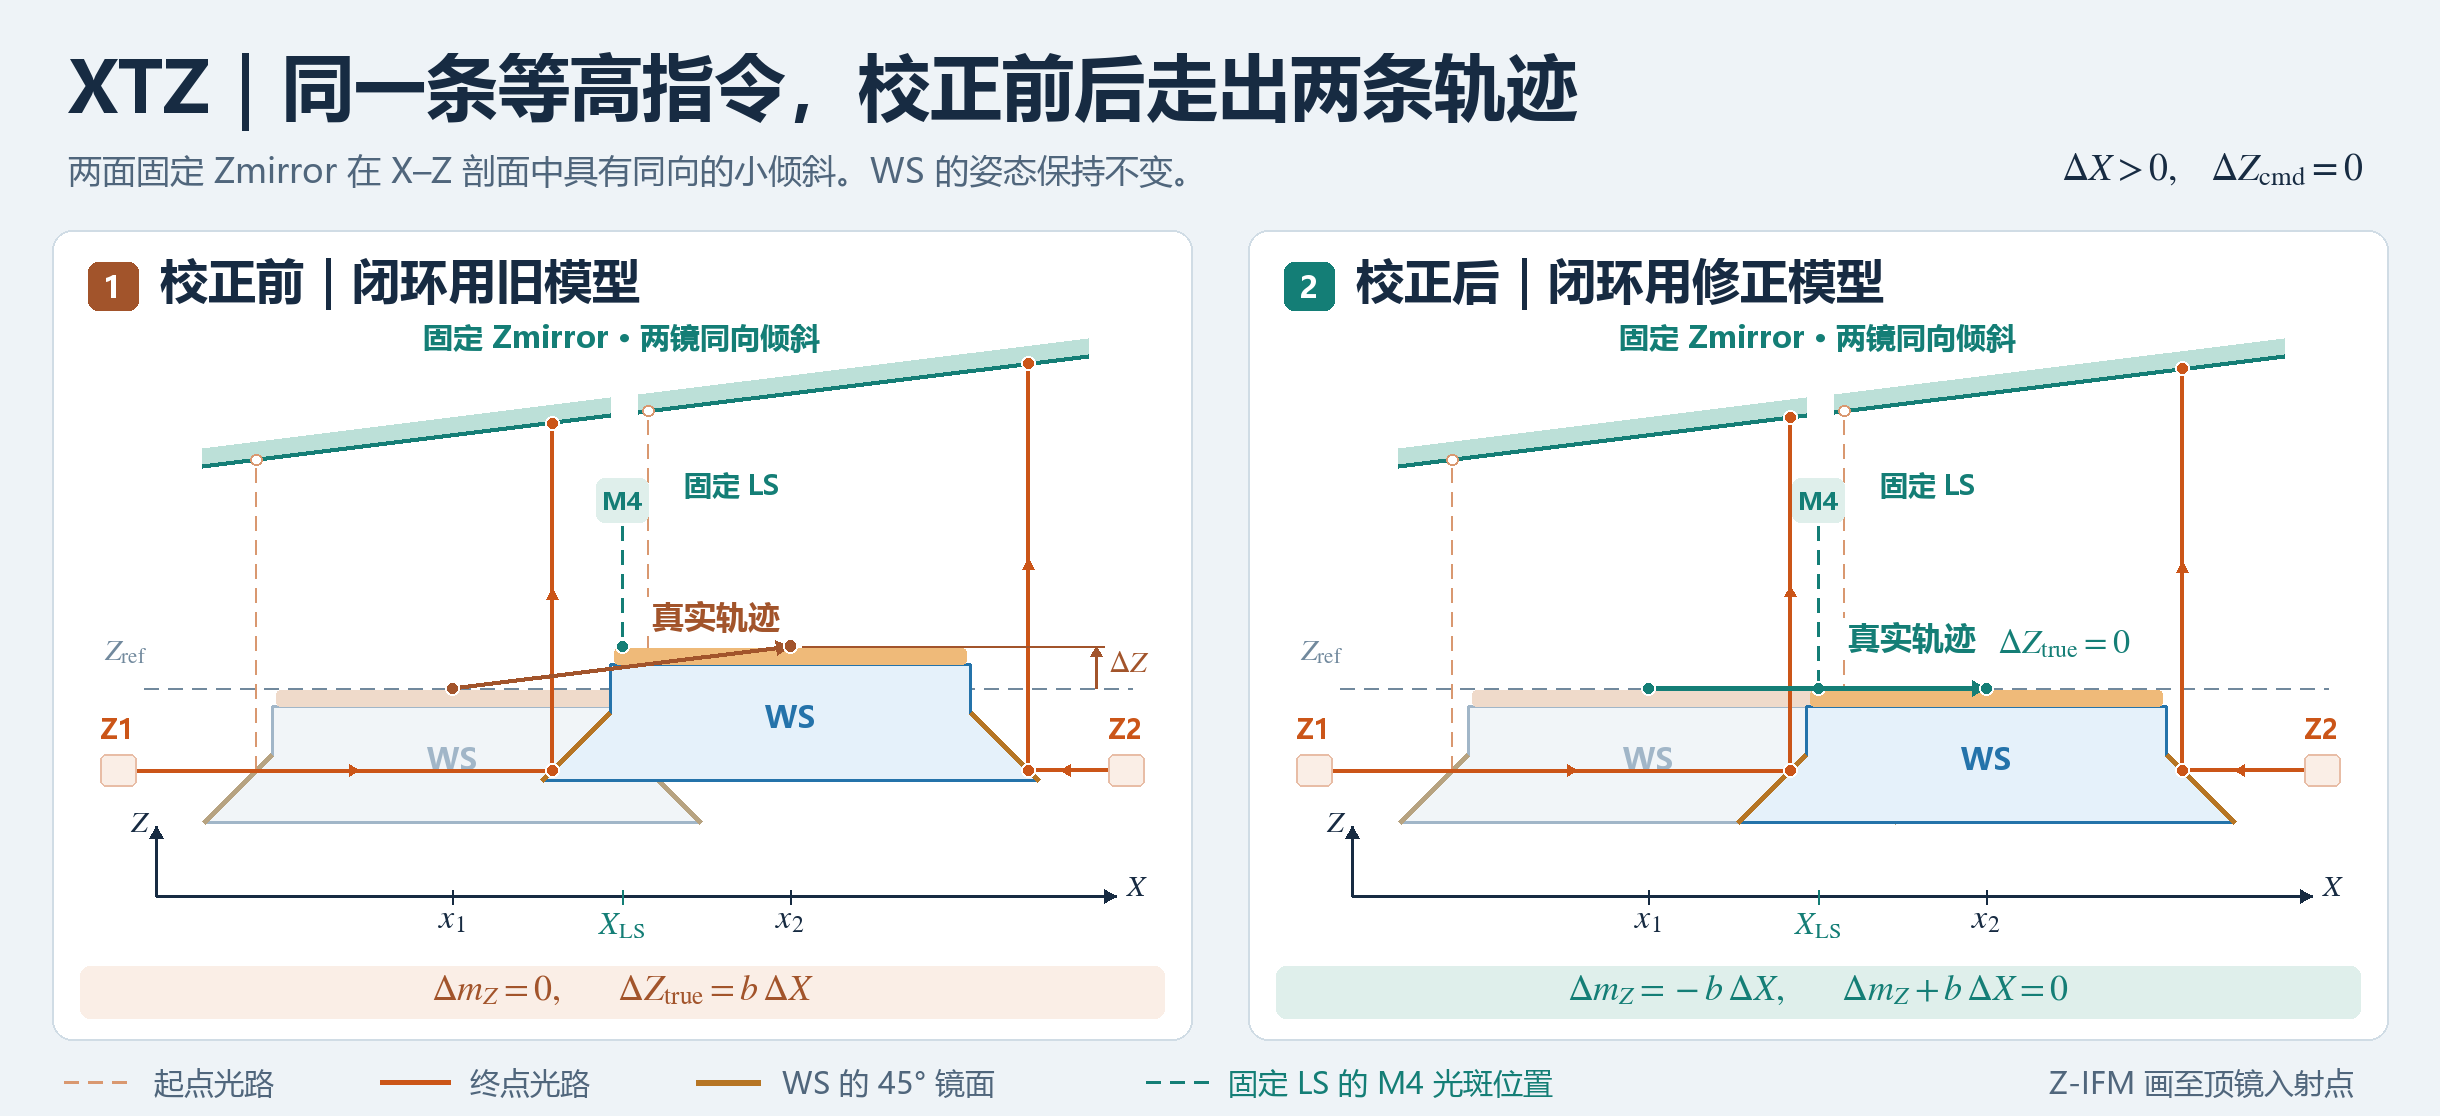 XTZ｜同一条等高指令，校正前后走出两条轨迹
两面固定 Zmirror 在 X–Z 剖面中具有同向的小倾斜。WS 的姿态保持不变。
ΔX > 0, ΔZcmd = 0
1 校正前｜闭环用旧模型
固定 Zmirror • 两镜同向倾斜
M4
固定 LS
真实轨迹
Zref
ΔZ
Z1
WS
WS
Z2
Z
X
x1
XLS
x2
ΔmZ = 0, ΔZtrue = b ΔX
2 校正后｜闭环用修正模型
固定 Zmirror • 两镜同向倾斜
M4
固定 LS
真实轨迹 ΔZtrue = 0
Zref
Z1
WS
WS
Z2
Z
X
x1
XLS
x2
ΔmZ = − b ΔX, ΔmZ + b ΔX = 0
起点光路
终点光路
WS 的 45° 镜面
固定 LS 的 M4 光斑位置
Z-IFM 画至顶镜入射点